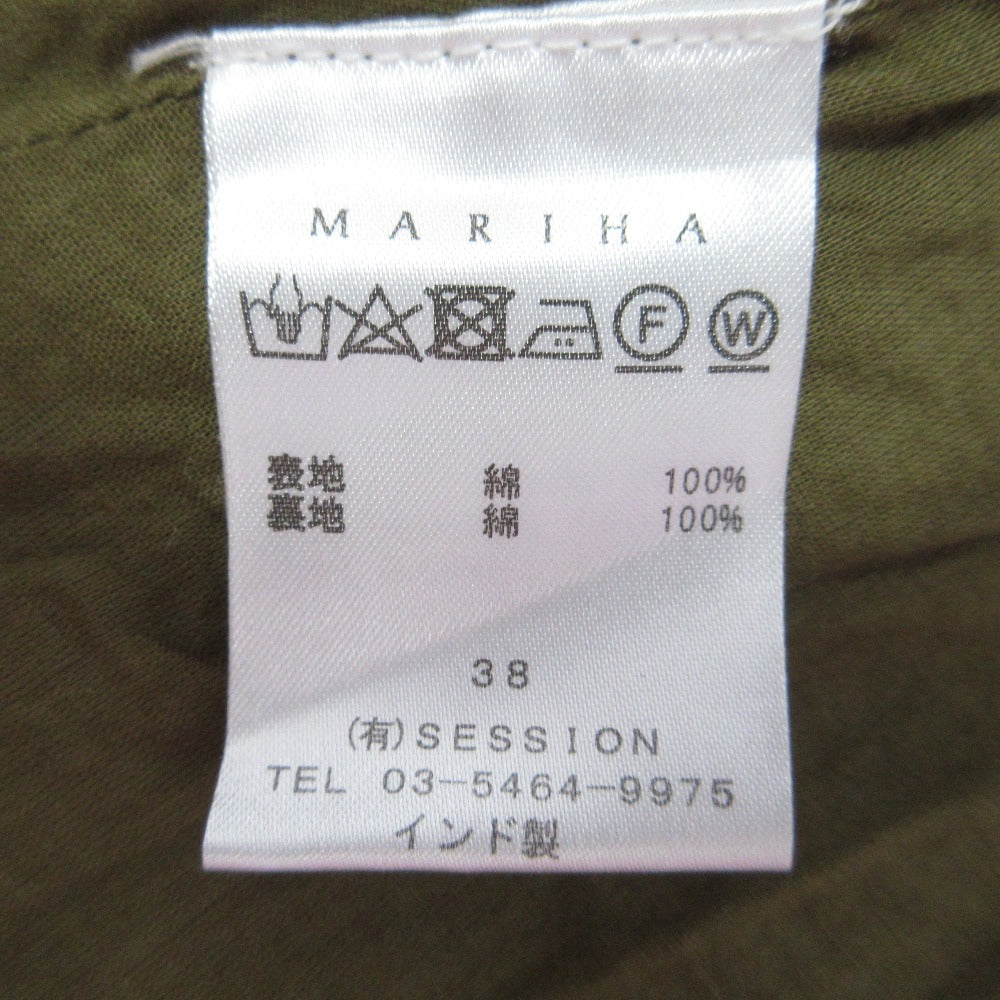 MARIHA
F W
表地 綿 100%
裏地 綿 100%
38
(有)SESSION
TEL 03-5464-9975
インド製